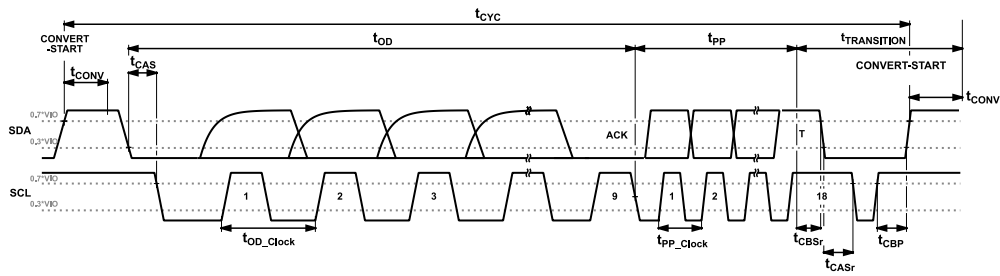 tCYC
CONVERT
-START
tOD
tPP
tTRANSITION
CONVERT-START
tCONV
tCAS
tCONV
SDA
0.7*VIO
0.3*VIO
ACK
T
SCL
0.7*VIO
0.3*VIO
1
2
3
9
1
2
18
tOD_Clock
tPP_Clock
tCBSr
tCASr
tCBP